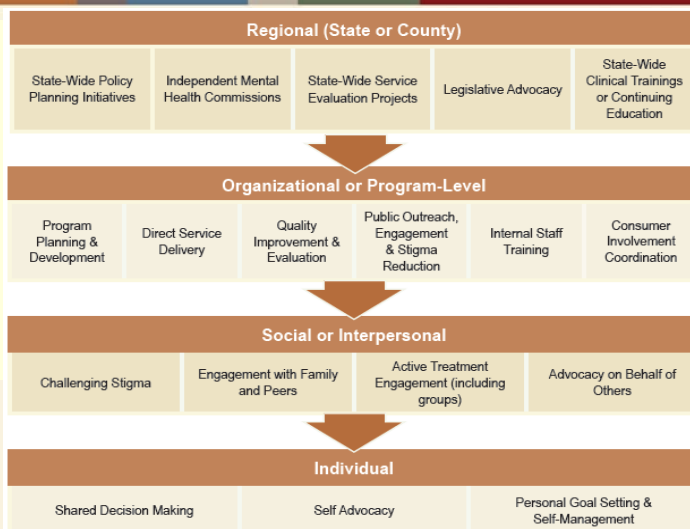 Regional (State or County)
State-Wide Policy
Planning Initiatives
Independent Mental
Health Commissions
State-Wide Service
Evaluation Projects
Legislative Advocacy
State-Wide
Clinical Trainings
or Continuing
Education
Organizational or Program-Level
Program
Planning &
Development
Direct Service
Delivery
Quality
Improvement &
Evaluation
Public Outreach,
Engagement
& Stigma
Reduction
Internal Staff
Training
Consumer
Involvement
Coordination
Social or Interpersonal
Challenging Stigma
Engagement with Family
and Peers
Active Treatment
Engagement (including
groups)
Advocacy on Behalf of
Others
Individual
Shared Decision Making
Self Advocacy
Personal Goal Setting &
Self-Management